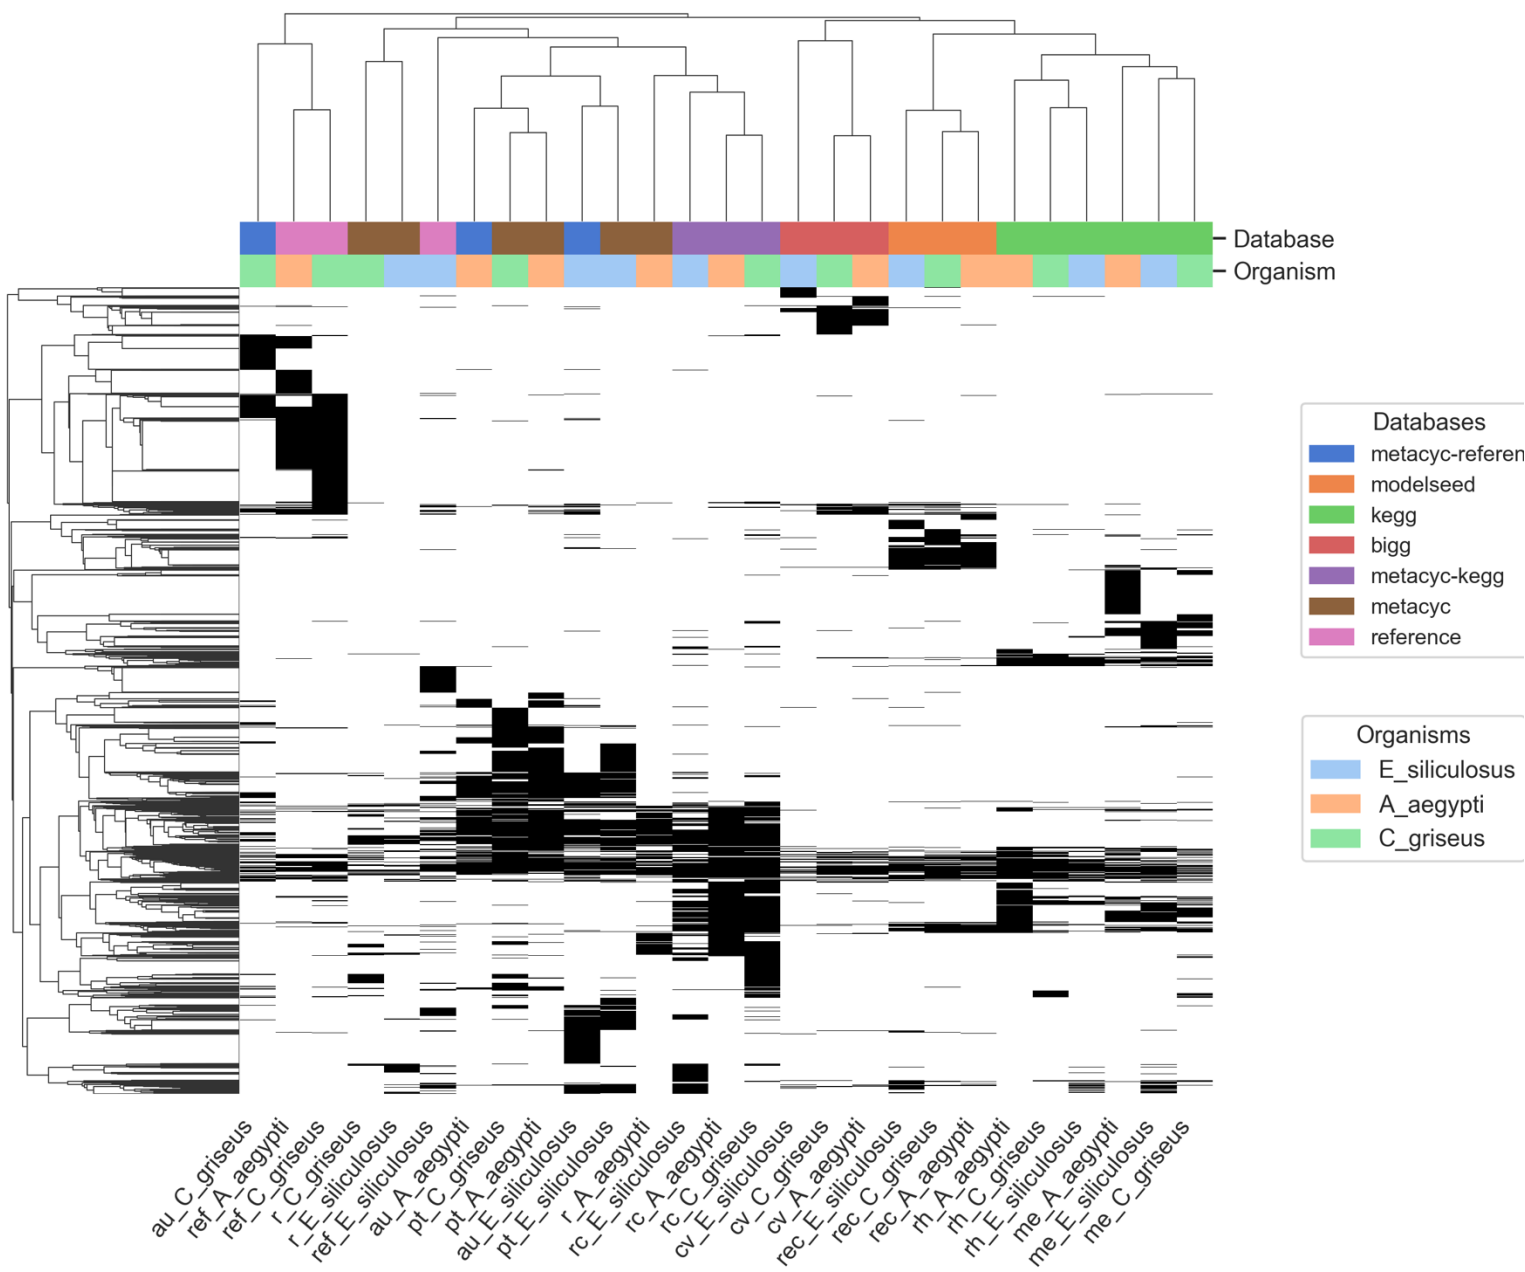 Database
Organism
Databases
metacyc-referen
modelseed
kegg
bigg
metacyc-kegg
metacyc
reference
Organisms
E_siliculosus
A_aegypti
C_griseus
au_C_griseus
ref_A_aegypti
ref_C_griseus
r_C_griseus
r_E_siliculosus
ref_E_siliculosus
au_A_aegypti
pt_C_griseus
pt_A_aegypti
au_E_siliculosus
pt_E_siliculosus
r_A_aegypti
rc_E_siliculosus
rc_A_aegypti
rc_C_griseus
cv_E_siliculosus
cv_C_griseus
cv_A_aegypti
rec_E_siliculosus
rec_C_griseus
rec_A_aegypti
rh_A_aegypti
rh_C_griseus
rh_E_siliculosus
me_A_aegypti
me_E_siliculosus
me_C_griseus